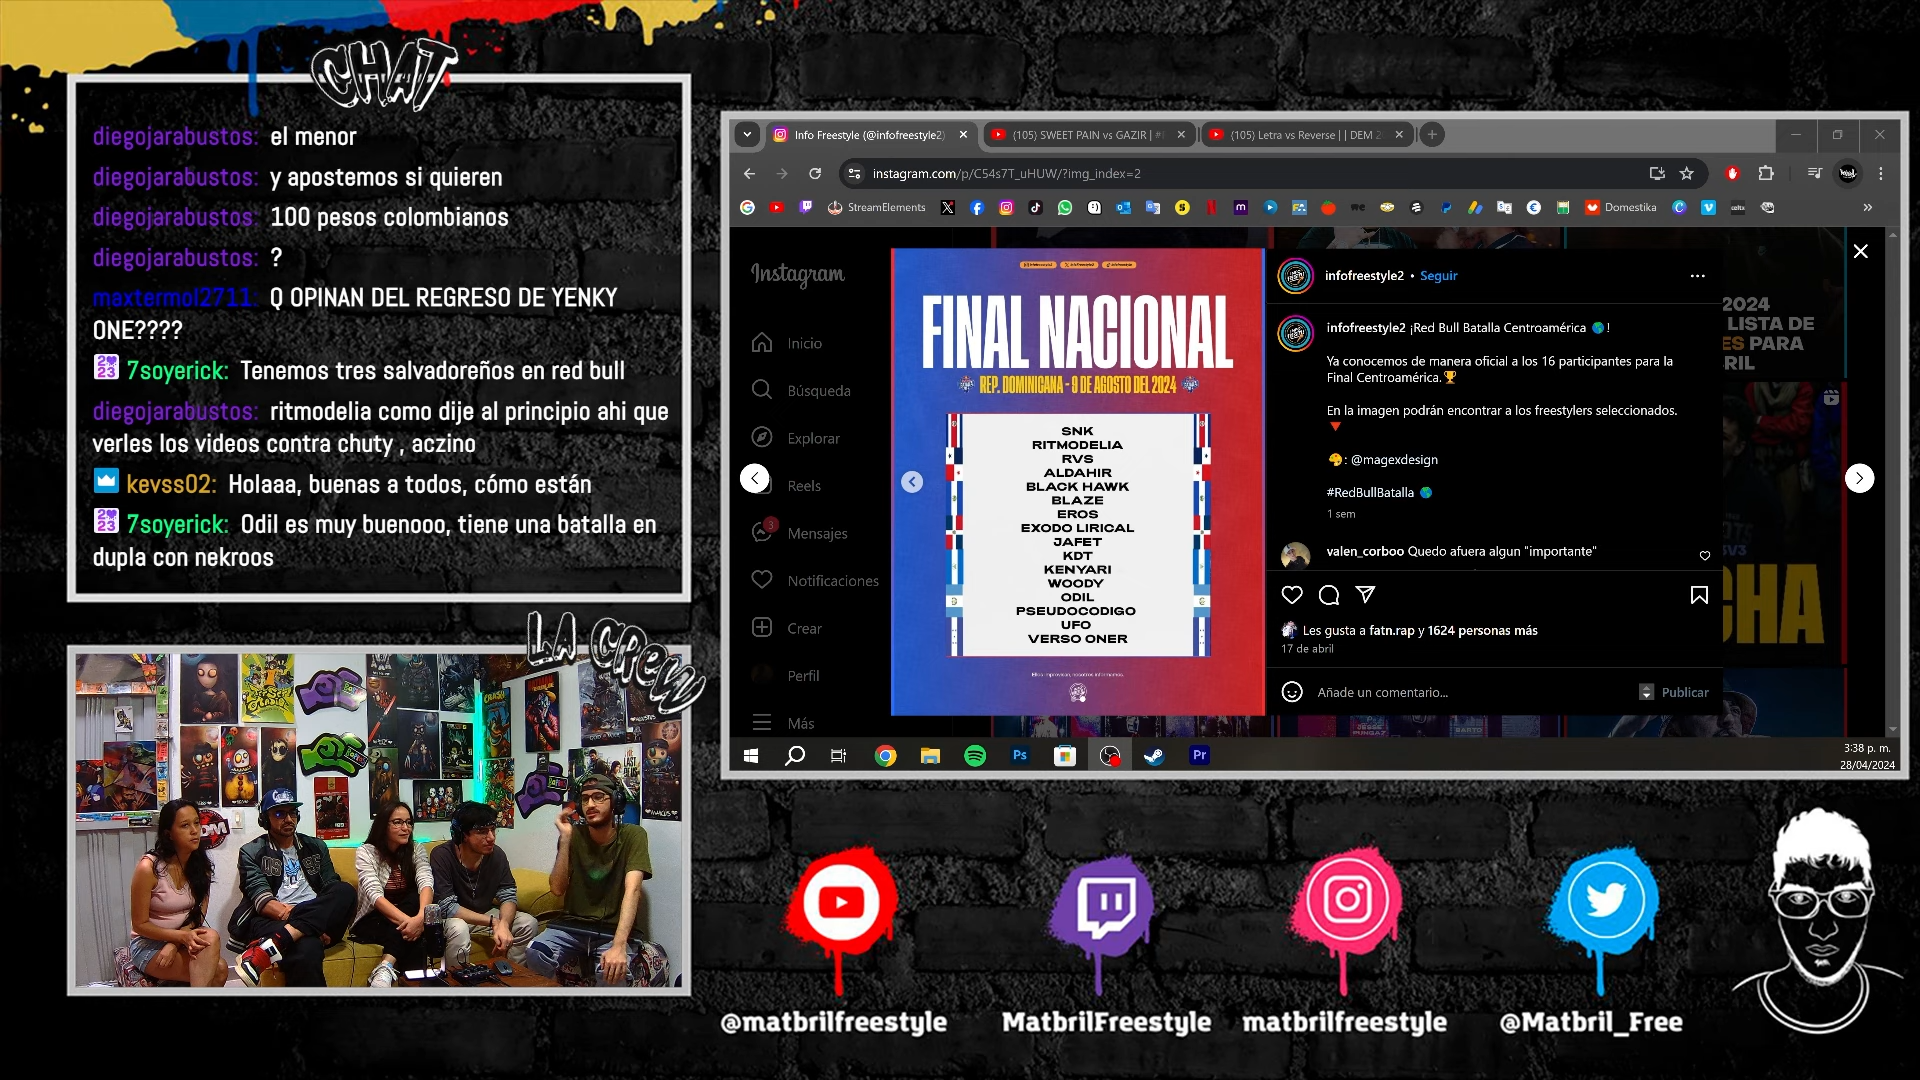 CHAT
diegojarabustos: el menor
diegojarabustos: y apostemos si quieren
diegojarabustos: 100 pesos colombianos
diegojarabustos: ?
maxtermol2711: Q OPINAN DEL REGRESO DE YENKY
ONE????
7soyerick: Tenemos tres salvadoreños en red bull
diegojarabustos: ritmodelia como dije al principio ahi que
verles los videos contra chuty , aczino
kevss02: Holaaa, buenas a todos, cómo están
7soyerick: Odil es muy buenooo, tiene una batalla en
dupla con nekroos
LA CREW
Info Freestyle (@infofreestyle2)
(105) SWEET PAIN vs GAZIR | #
(105) Letra vs Reverse | | DEM 2
instagram.com/p/C54s7T_uHUW/?img_index=2
StreamElements
Domestika
Instagram
Inicio
Búsqueda
Explorar
Reels
3
Mensajes
Notificaciones
Crear
Perfil
Más
FINAL NACIONAL
REP. DOMINICANA - 9 DE AGOSTO DEL 2024
SNK
RITMODELIA
RVS
ALDAHIR
BLACK HAWK
BLAZE
EROS
EXODO LIRICAL
JAFET
KDT
KENYARI
WOODY
ODIL
PSEUDOCODIGO
UFO
VERSO ONER
infofreestyle2 • Seguir
infofreestyle2 ¡Red Bull Batalla Centroamérica 🌎 !
Ya conocemos de manera oficial a los 16 participantes para la
Final Centroamérica.🏆
En la imagen podrán encontrar a los freestylers seleccionados.
🔻
🎨: @magexdesign
#RedBullBatalla 🌎
1 sem
valen_corboo Quedo afuera algun "importante"
Les gusta a fatn.rap y 1624 personas más
17 de abril
Añade un comentario...
Publicar
2024
LISTA DE
ES PARA
RIL
3V3
CHA
Ps
Pr
3:38 p. m.
28/04/2024
@matbrilfreestyle
MatbrilFreestyle
matbrilfreestyle
@Matbril_Free